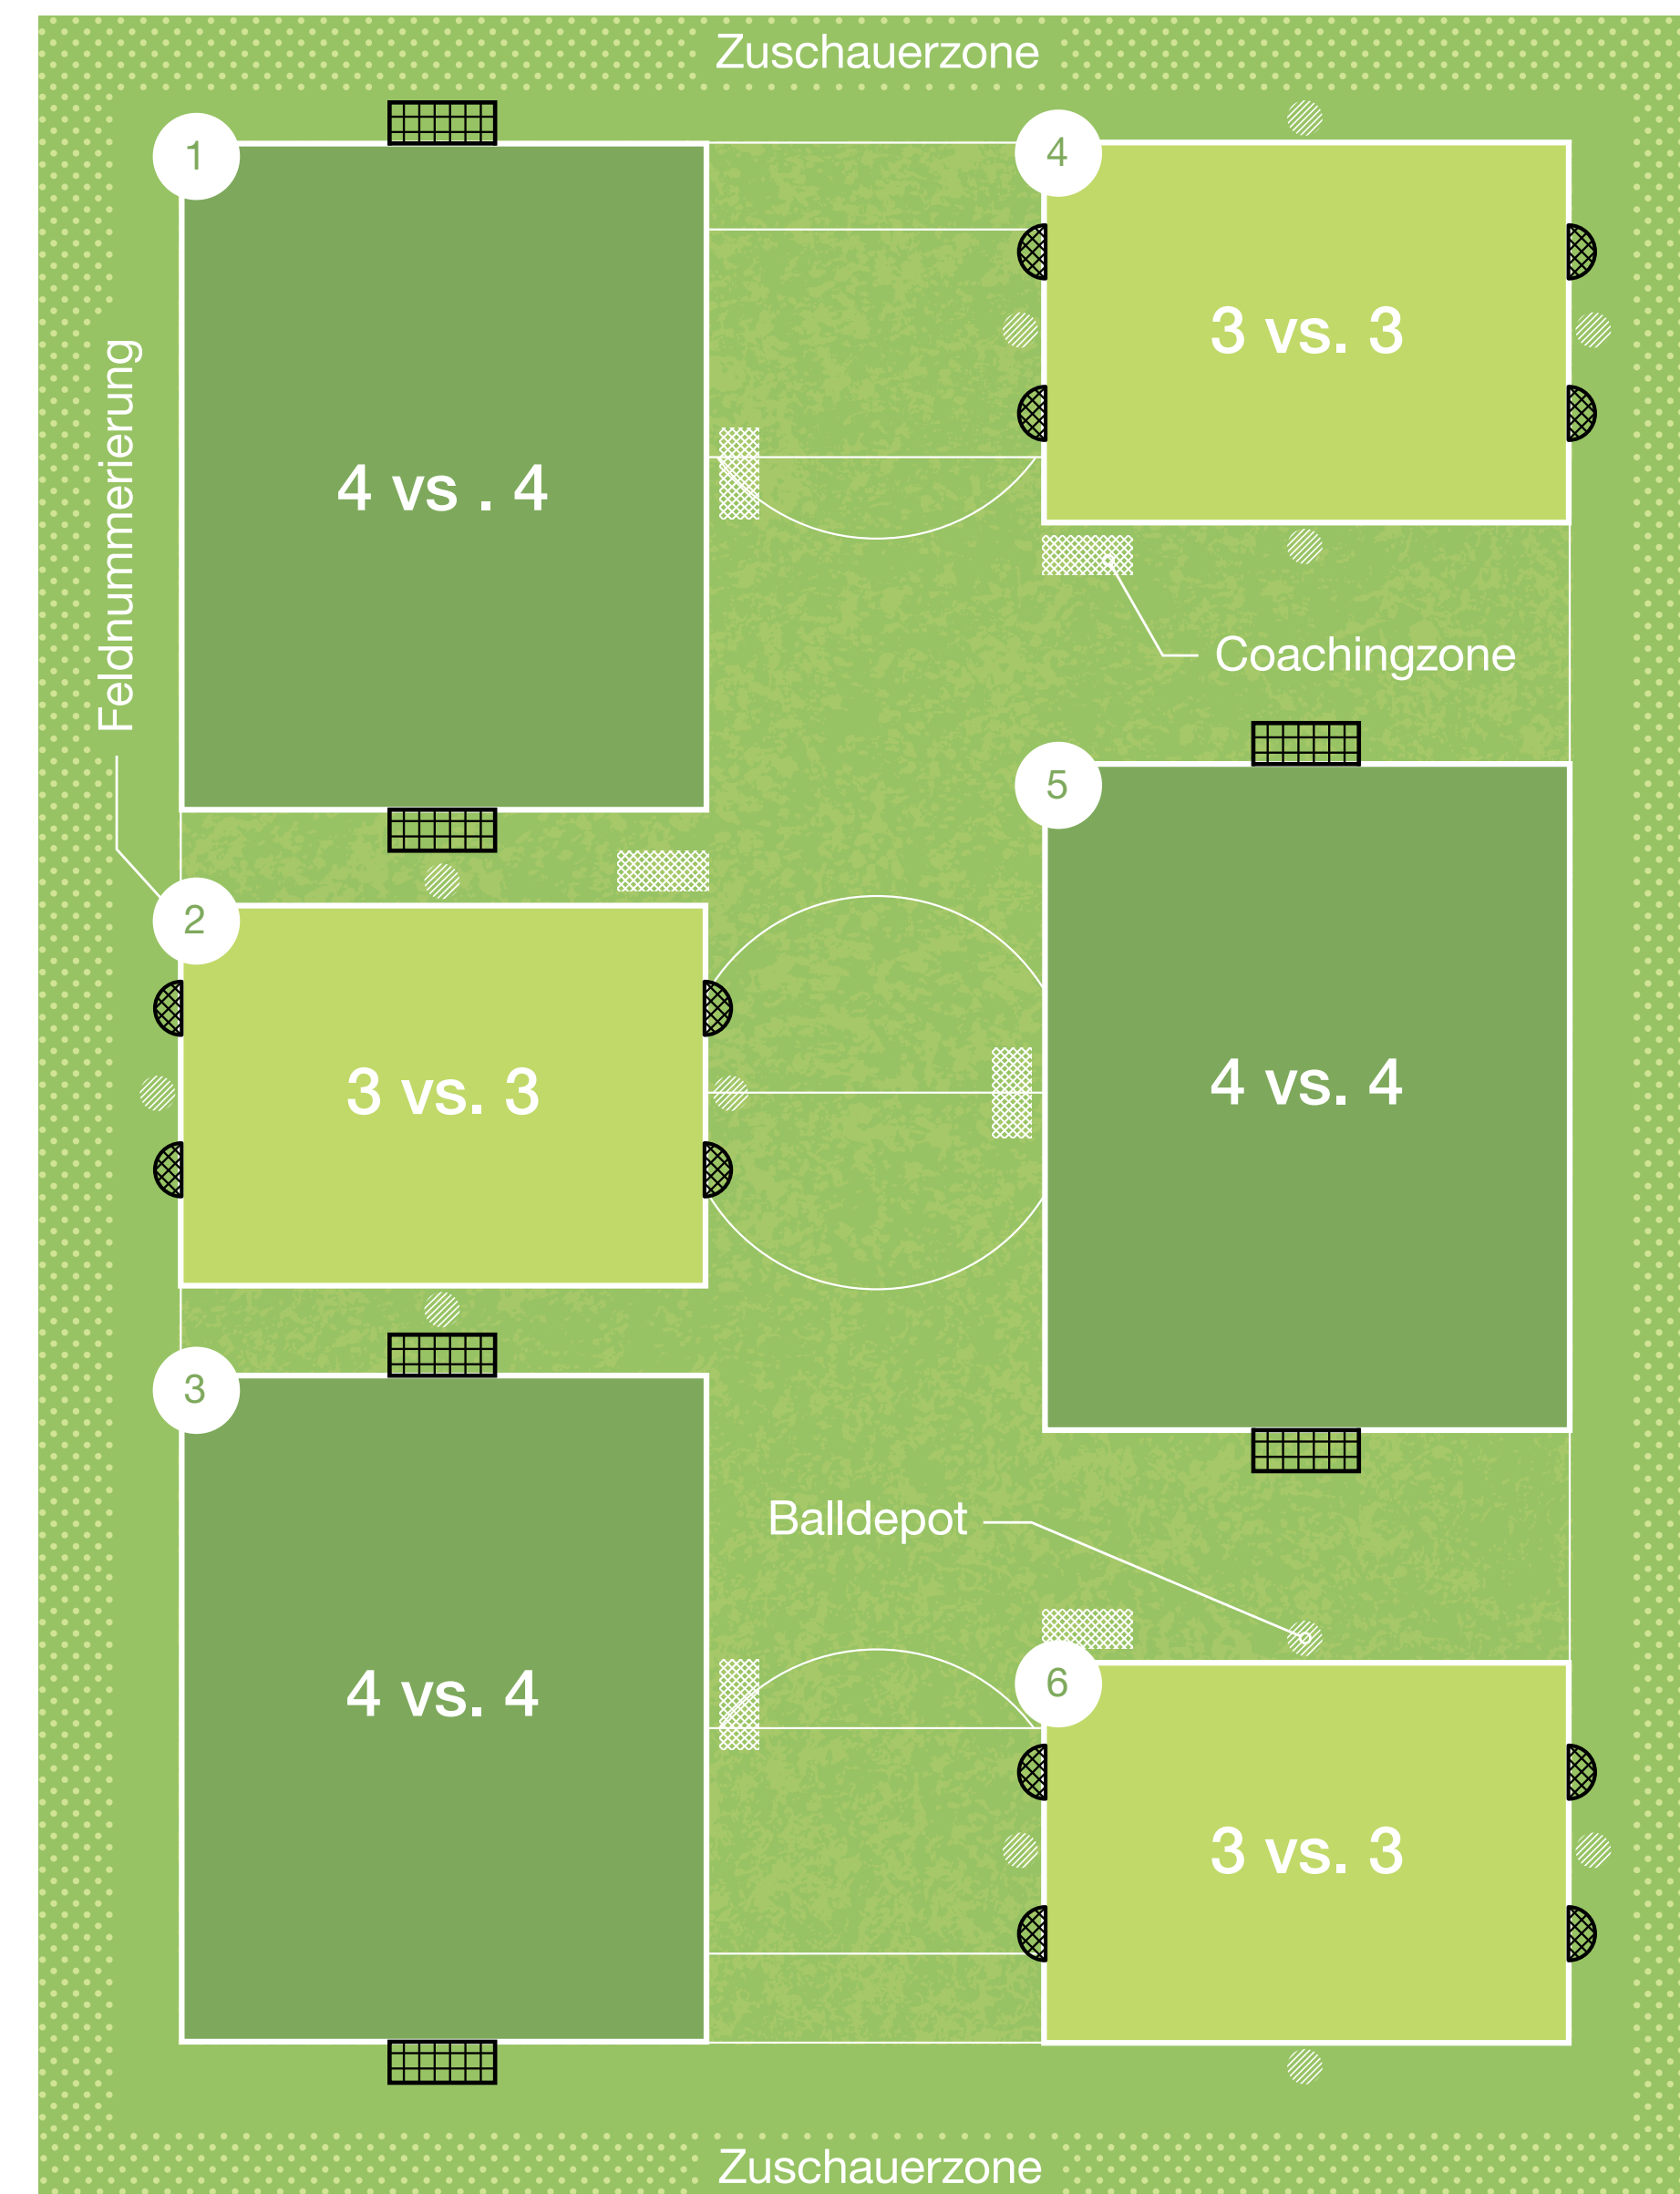 Zuschauerzone
1
4
3 vs. 3
Feldnummerierung
4 vs . 4
Coachingzone
5
2
3 vs. 3
4 vs. 4
3
Balldepot
6
4 vs. 4
3 vs. 3
Zuschauerzone